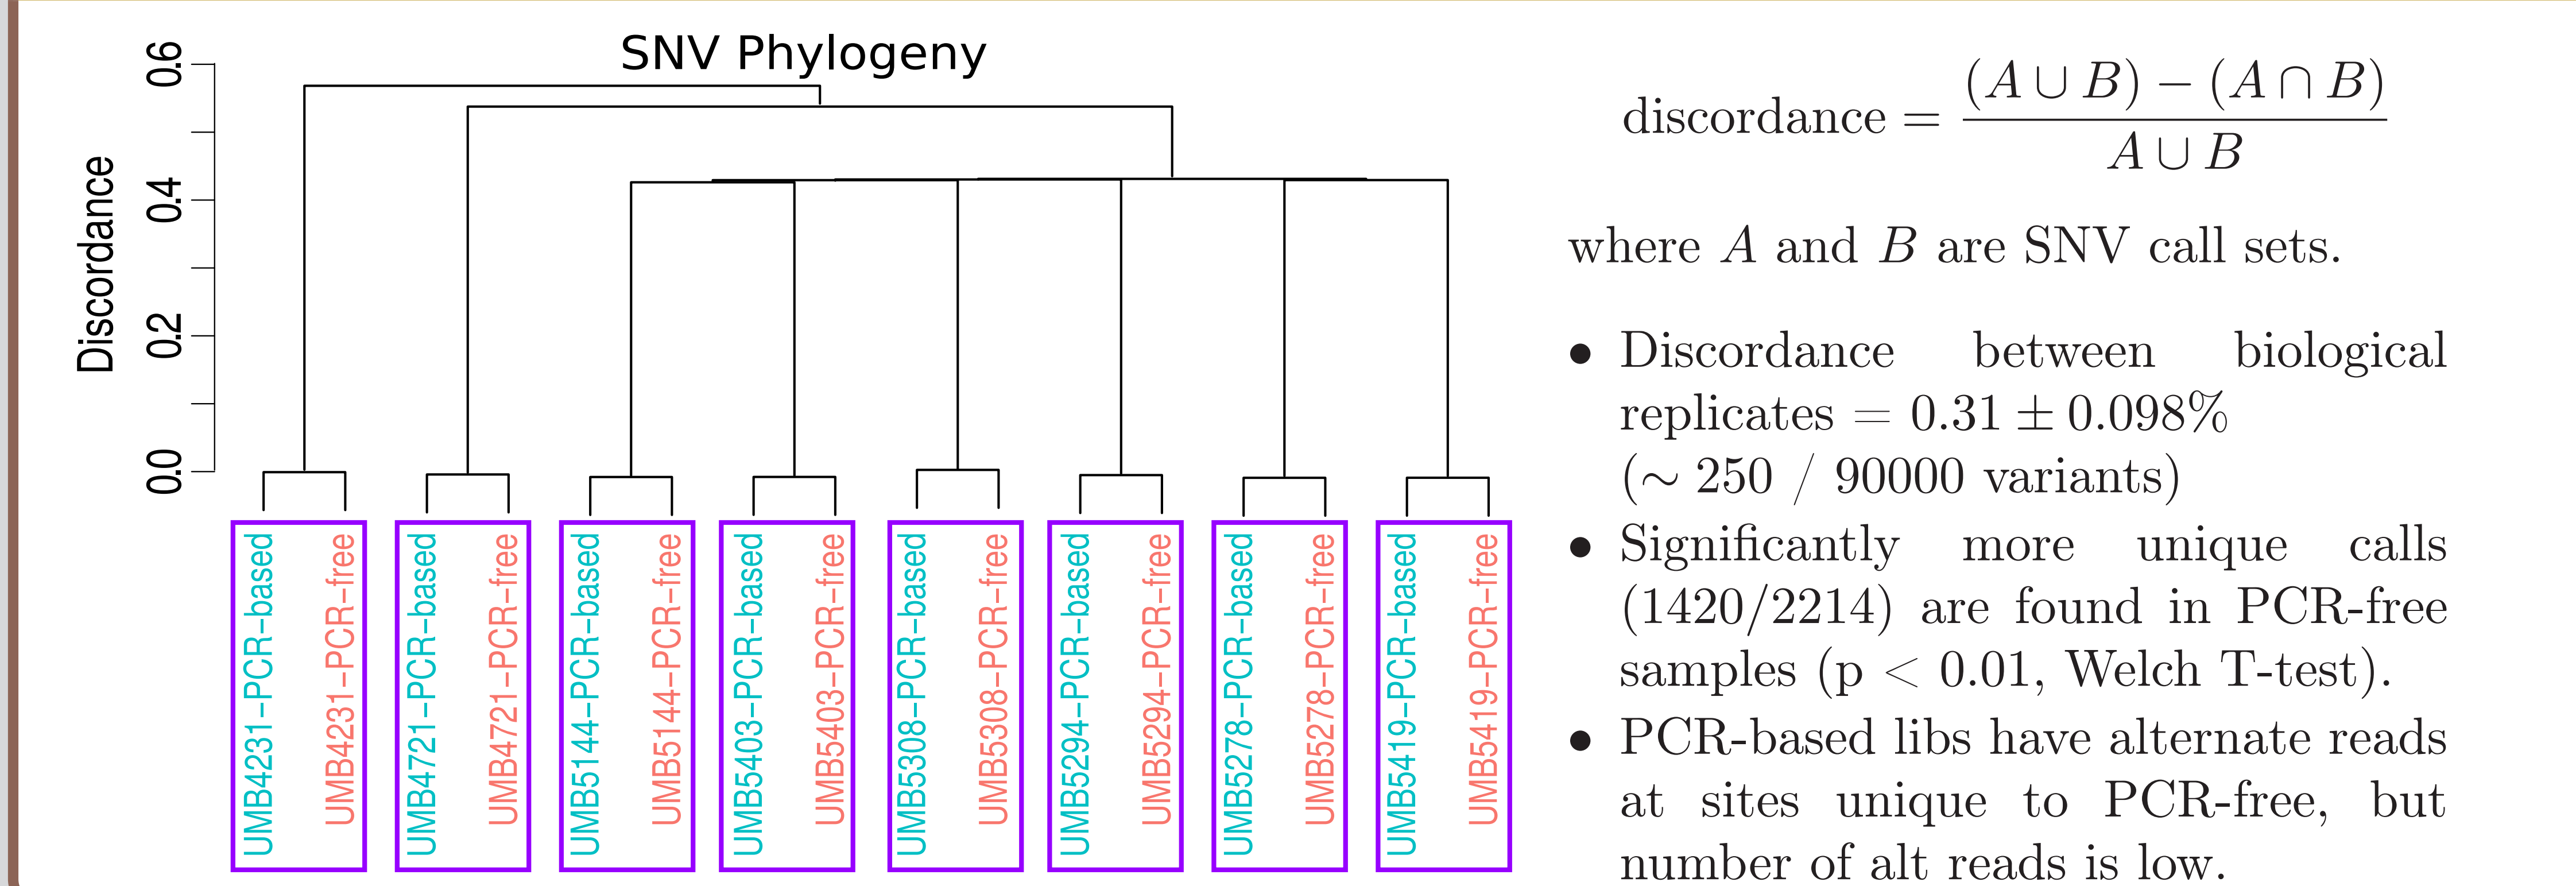 SNV Phylogeny
Discordance
0.6
0.4
0.2
0.0
UMB4231−PCR−based
UMB4231−PCR−free
UMB4721−PCR−based
UMB4721−PCR−free
UMB5144−PCR−based
UMB5144−PCR−free
UMB5403−PCR−based
UMB5403−PCR−free
UMB5308−PCR−based
UMB5308−PCR−free
UMB5294−PCR−based
UMB5294−PCR−free
UMB5278−PCR−based
UMB5278−PCR−free
UMB5419−PCR−based
UMB5419−PCR−free
(A ∪ B) − (A ∩ B)
discordance =
A ∪ B
where A and B are SNV call sets.
• Discordance between biological
replicates = 0.31 ± 0.098%
(∼ 250 / 90000 variants)
• Significantly more unique calls
(1420/2214) are found in PCR-free
samples (p < 0.01, Welch T-test).
• PCR-based libs have alternate reads
at sites unique to PCR-free, but
number of alt reads is low.